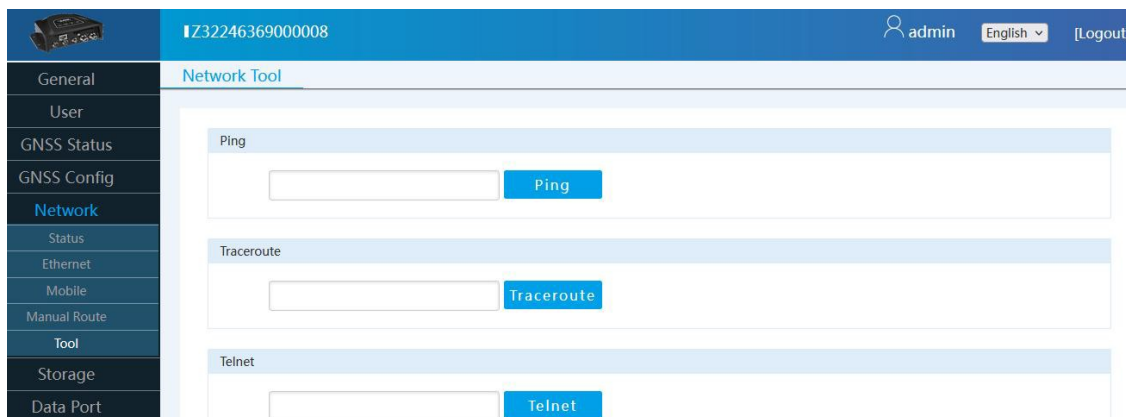 IZ32246369000008
admin
English
[Logout
General
User
GNSS Status
GNSS Config
Network
Status
Ethernet
Mobile
Manual Route
Tool
Storage
Data Port
Network Tool
Ping
Ping
Traceroute
Traceroute
Telnet
Telnet